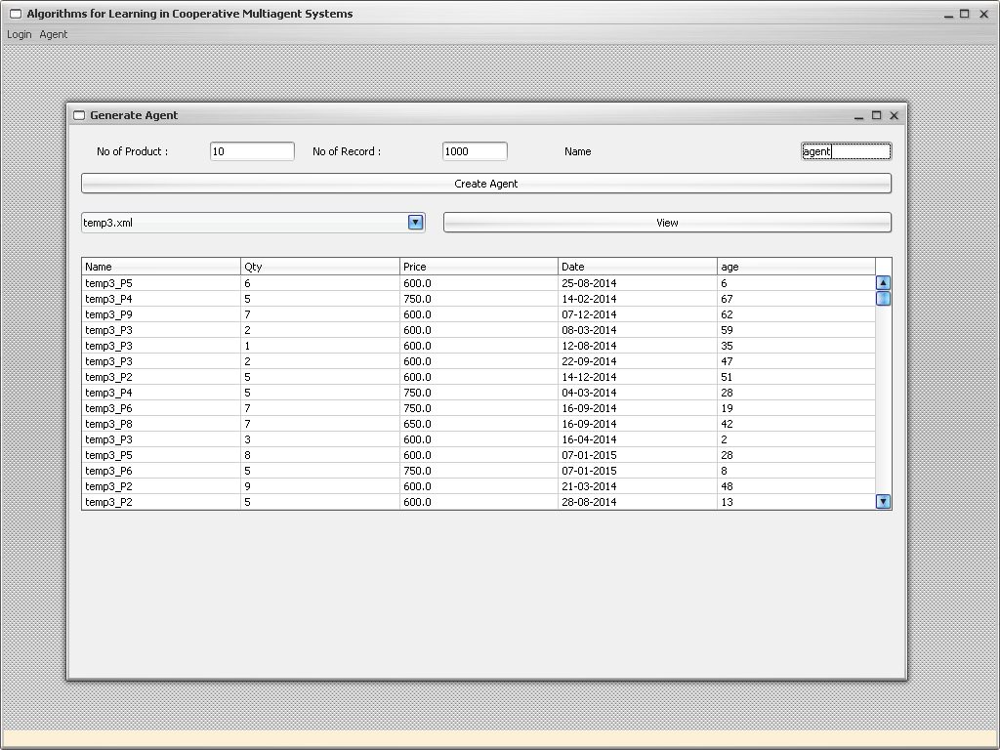 Algorithms for Learning in Cooperative Multiagent Systems
Login Agent
Generate Agent
No of Product : 10 No of Record : 1000 Name agent
Create Agent
temp3.xml View
Name Qty Price Date age
temp3_P5 6 600.0 25-08-2014 6
temp3_P4 5 750.0 14-02-2014 67
temp3_P9 7 600.0 07-12-2014 62
temp3_P3 2 600.0 08-03-2014 59
temp3_P3 1 600.0 12-08-2014 35
temp3_P3 2 600.0 22-09-2014 47
temp3_P2 5 600.0 14-12-2014 51
temp3_P4 5 750.0 04-03-2014 28
temp3_P6 7 750.0 16-09-2014 19
temp3_P8 7 650.0 16-09-2014 42
temp3_P3 3 600.0 16-04-2014 2
temp3_P5 8 600.0 07-01-2015 28
temp3_P6 5 750.0 07-01-2015 8
temp3_P2 9 600.0 21-03-2014 48
temp3_P2 5 600.0 28-08-2014 13